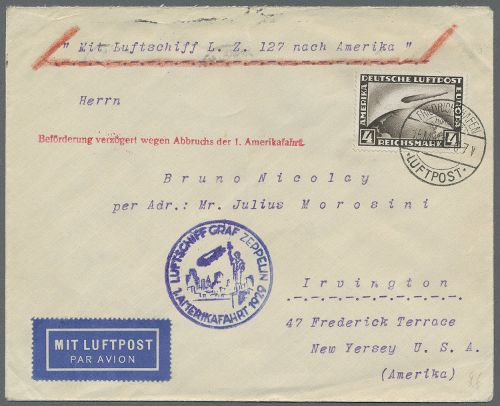 " Mit Luftschiff L. Z. 127 nach Amerika "
Herrn
DEUTSCHE LUFTPOST
AMERIKA
EUROPA
4 REICHSMARK 4
FRIEDRICHSHAFEN
LUFTPOST
Beförderung verzögert wegen Abbruchs der 1. Amerikafahrt.
Bruno Nicolay
per Adr.: Mr. Julius Morosini
LUFTSCHIFF GRAF ZEPPELIN
1. AMERIKAFAHRT 1929
Irvington
47 Frederick Terrace
New Yersey U. S. A.
(Amerika)
MIT LUFTPOST
PAR AVION